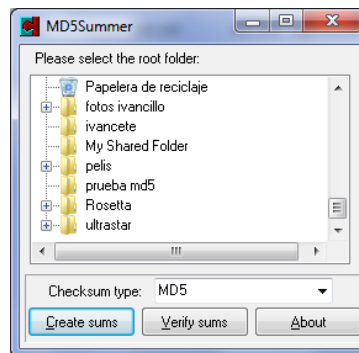 MD5Summer
Please select the root folder:
Papelera de reciclaje
fotos ivancillo
ivancete
My Shared Folder
pelis
prueba md5
Rosetta
ultrastar
Checksum type: MD5
Create sums Verify sums About